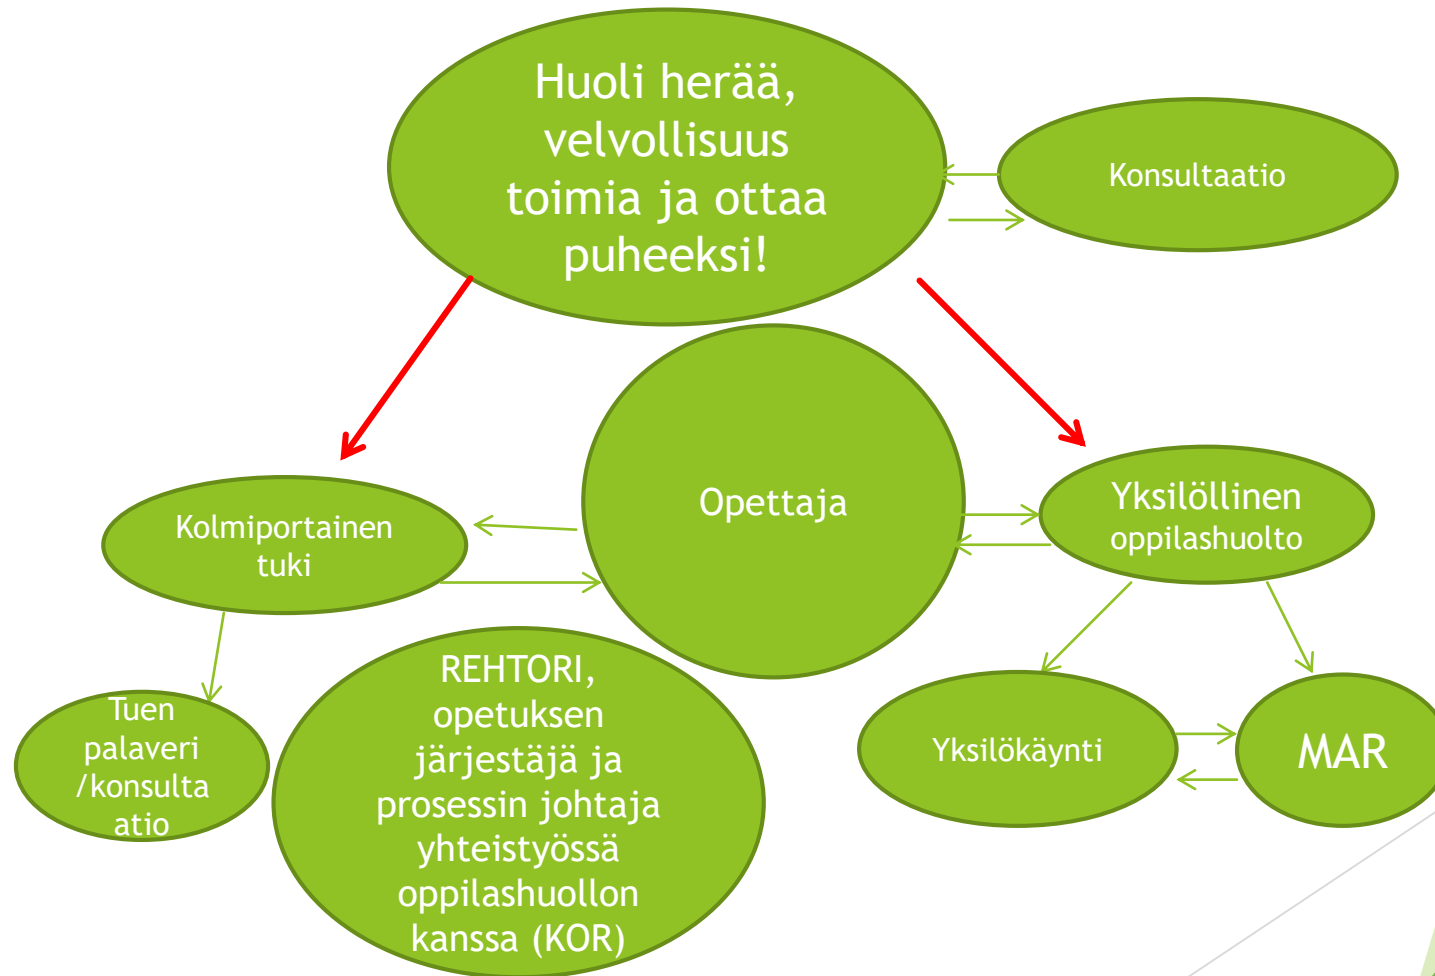 Huoli herää,
velvollisuus
toimia ja ottaa
puheeksi!
Konsultaatio
Opettaja
Yksilöllinen
oppilashuolto
Kolmiportainen
tuki
Tuen
palaveri
/konsulta
atio
REHTORI,
opetuksen
järjestäjä ja
prosessin johtaja
yhteistyössä
oppilashuollon
kanssa (KOR)
Yksilökäynti
MAR